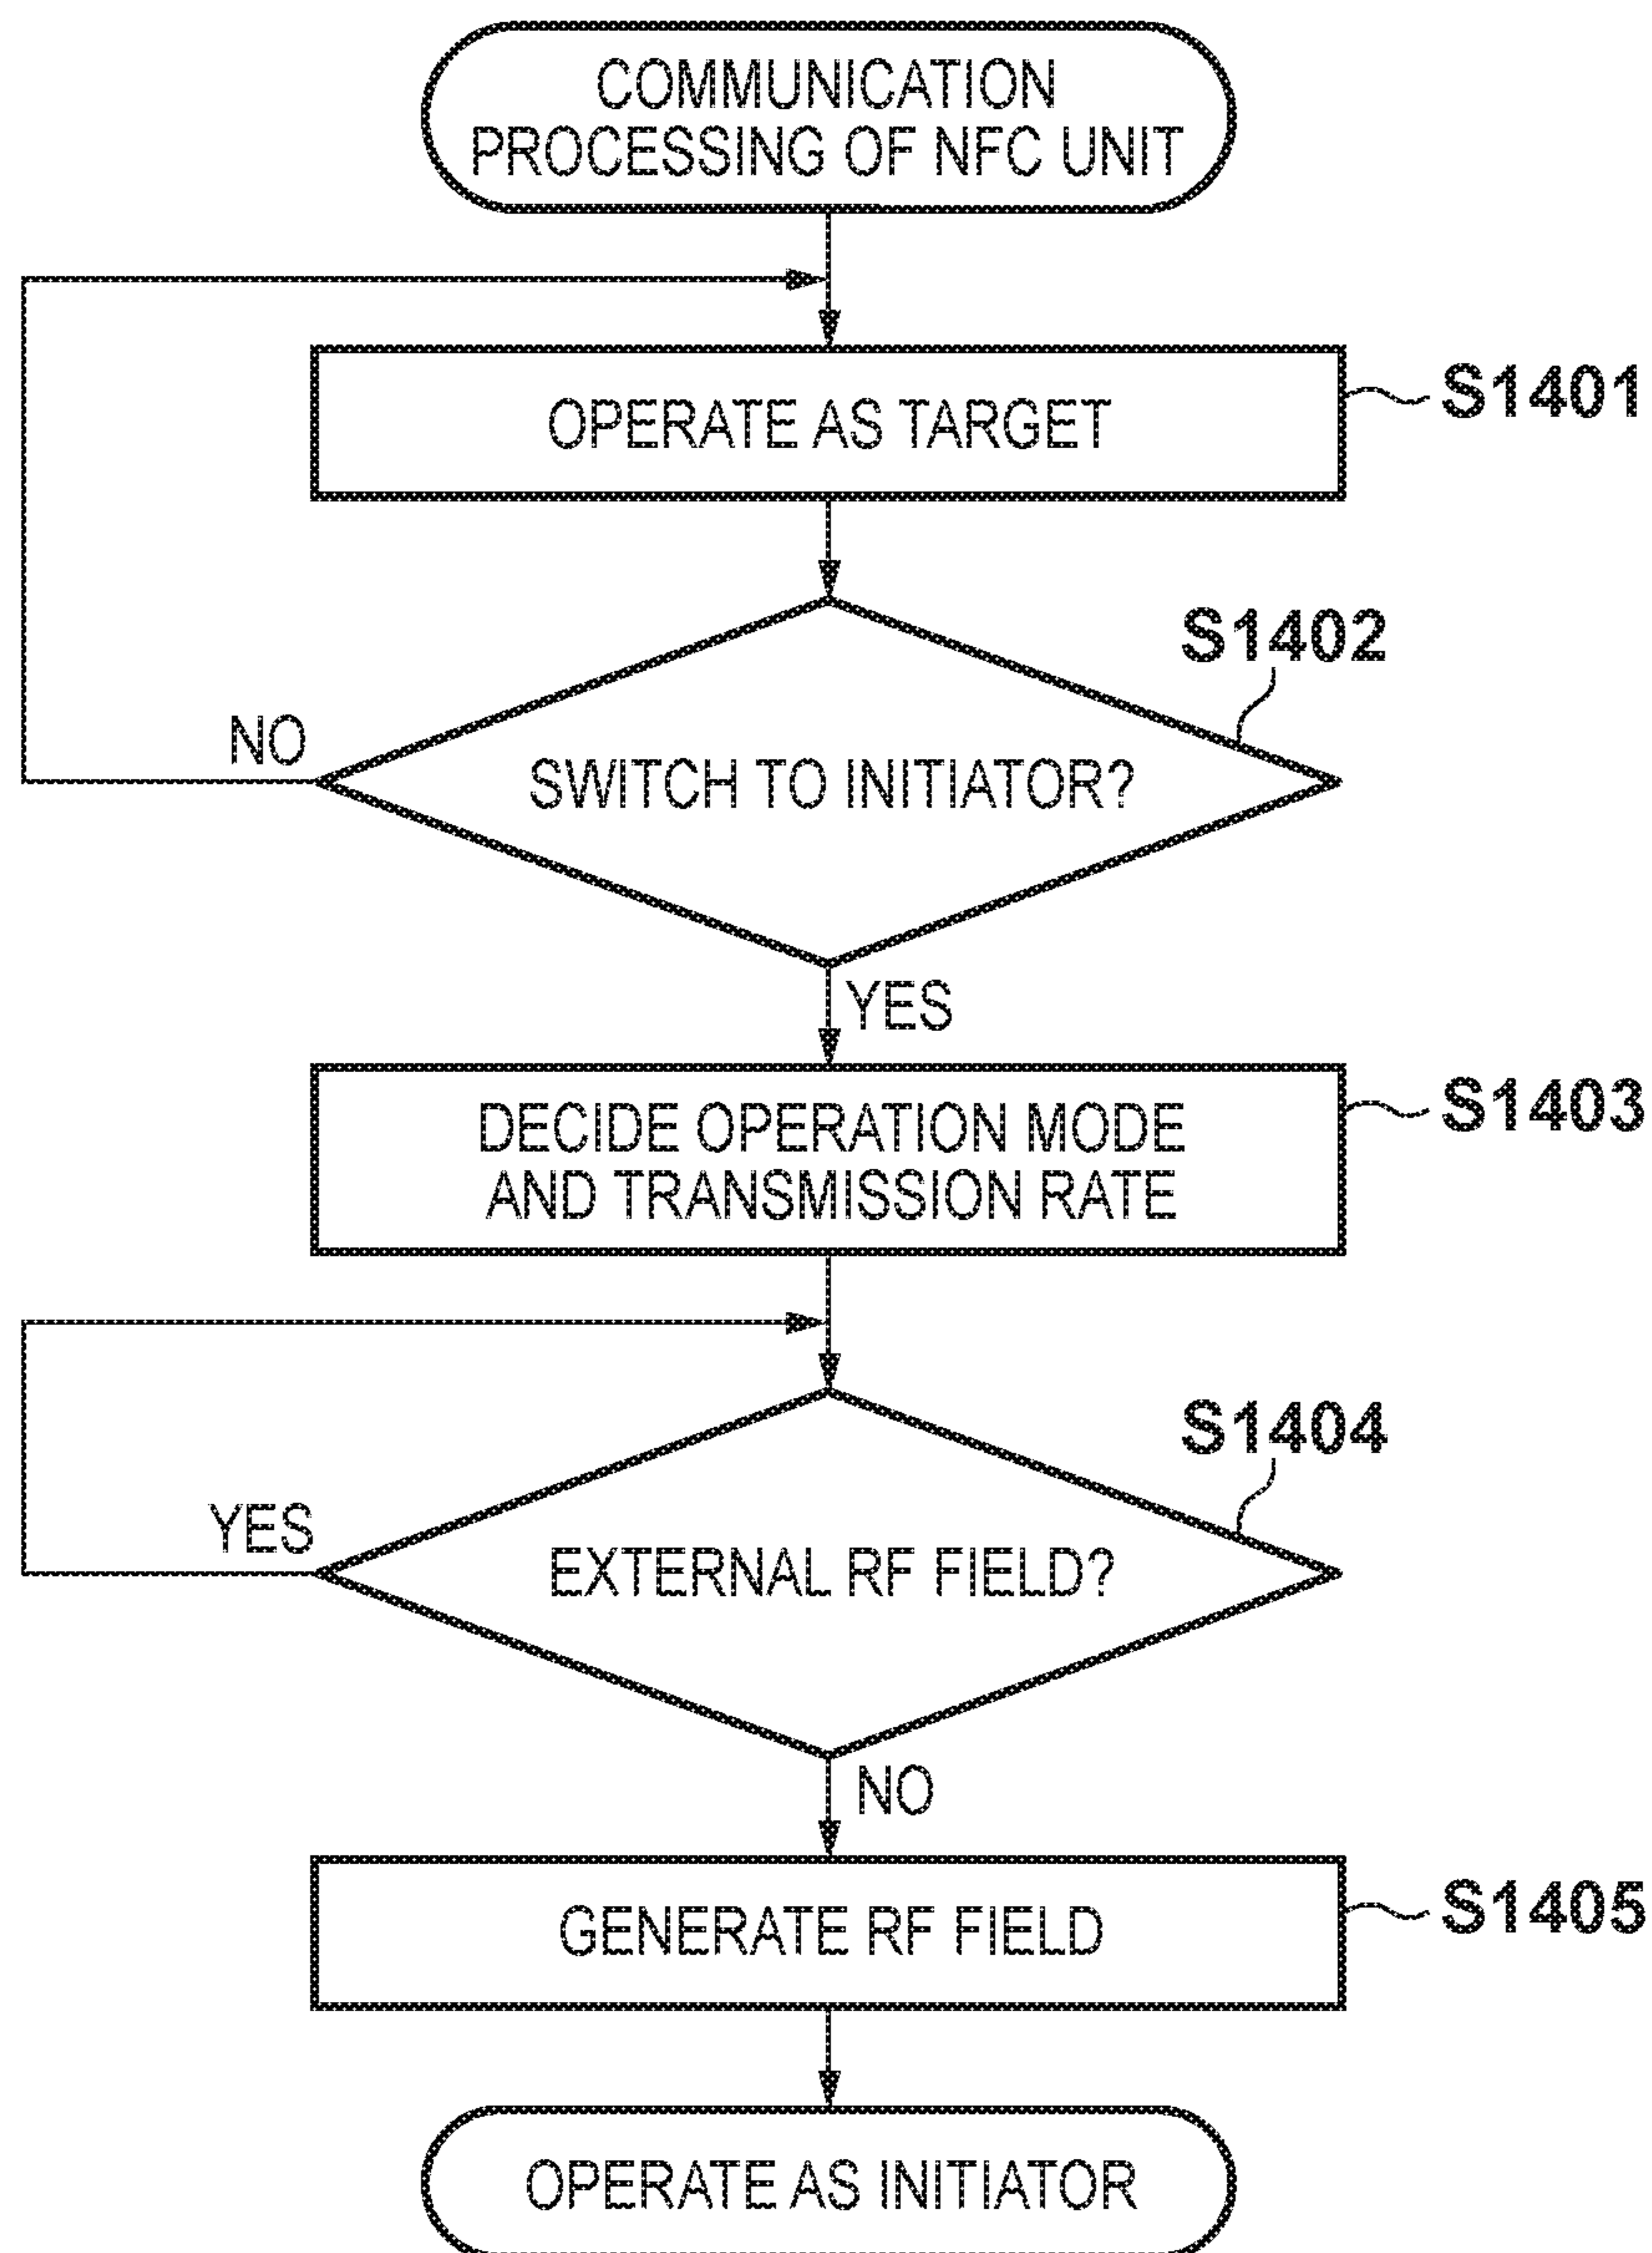 COMMUNICATION
PROCESSING OF NFC UNIT
OPERATE AS TARGET
S1401
S1402
NO
SWITCH TO INITIATOR?
YES
DECIDE OPERATION MODE
AND TRANSMISSION RATE
S1403
S1404
YES
EXTERNAL RF FIELD?
NO
GENERATE RF FIELD
S1405
OPERATE AS INITIATOR